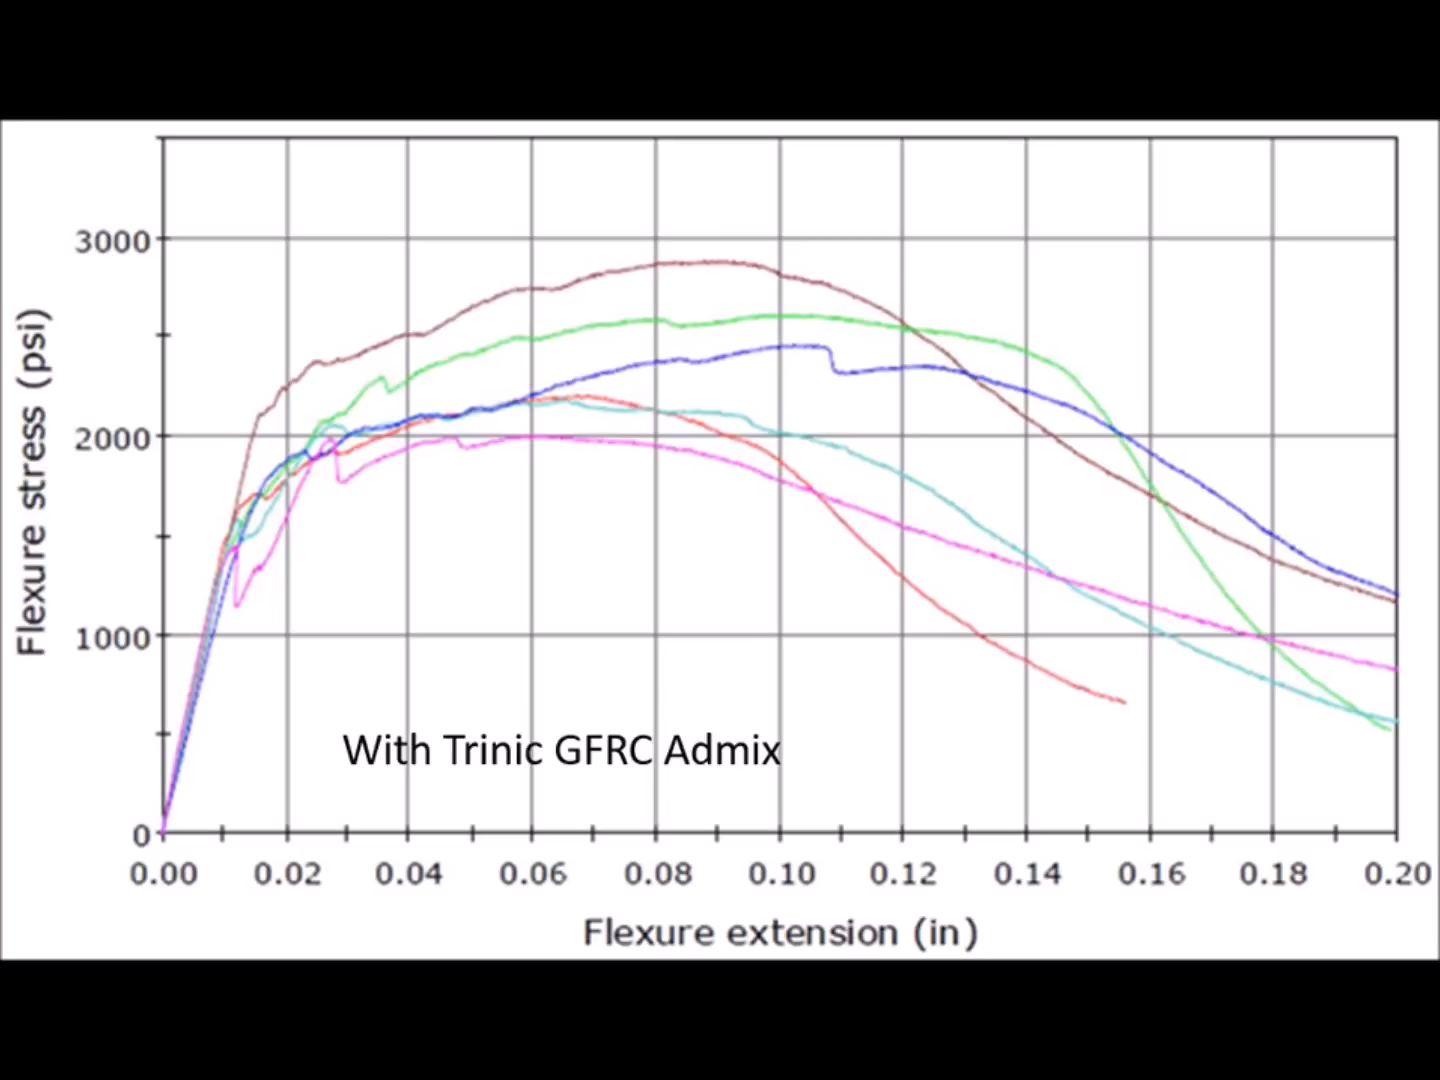 Flexure stress (psi)
3000
2000
1000
0
With Trinic GFRC Admix
0.00 0.02 0.04 0.06 0.08 0.10 0.12 0.14 0.16 0.18 0.20
Flexure extension (in)